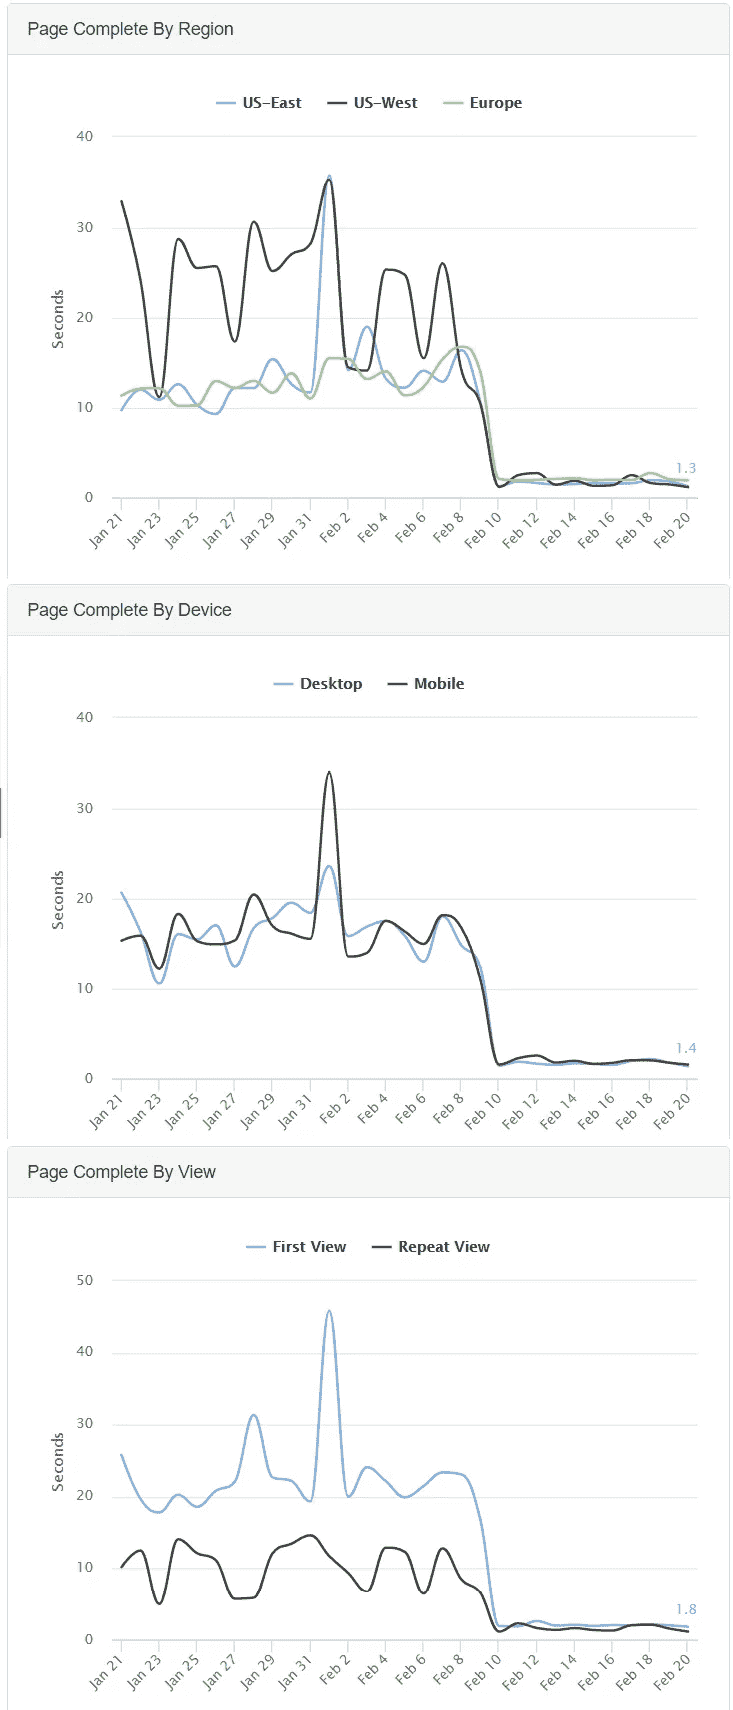 Page Complete By Region
US-East US-West Europe
40
30
20
10
0
Seconds
1.3
Jan 21 Jan 23 Jan 25 Jan 27 Jan 29 Jan 31 Feb 2 Feb 4 Feb 6 Feb 8 Feb 10 Feb 12 Feb 14 Feb 16 Feb 18 Feb 20
Page Complete By Device
Desktop Mobile
40
30
20
10
0
Seconds
1.4
Jan 21 Jan 23 Jan 25 Jan 27 Jan 29 Jan 31 Feb 2 Feb 4 Feb 6 Feb 8 Feb 10 Feb 12 Feb 14 Feb 16 Feb 18 Feb 20
Page Complete By View
First View Repeat View
50
40
30
20
10
0
Seconds
1.8
Jan 21 Jan 23 Jan 25 Jan 27 Jan 29 Jan 31 Feb 2 Feb 4 Feb 6 Feb 8 Feb 10 Feb 12 Feb 14 Feb 16 Feb 18 Feb 20